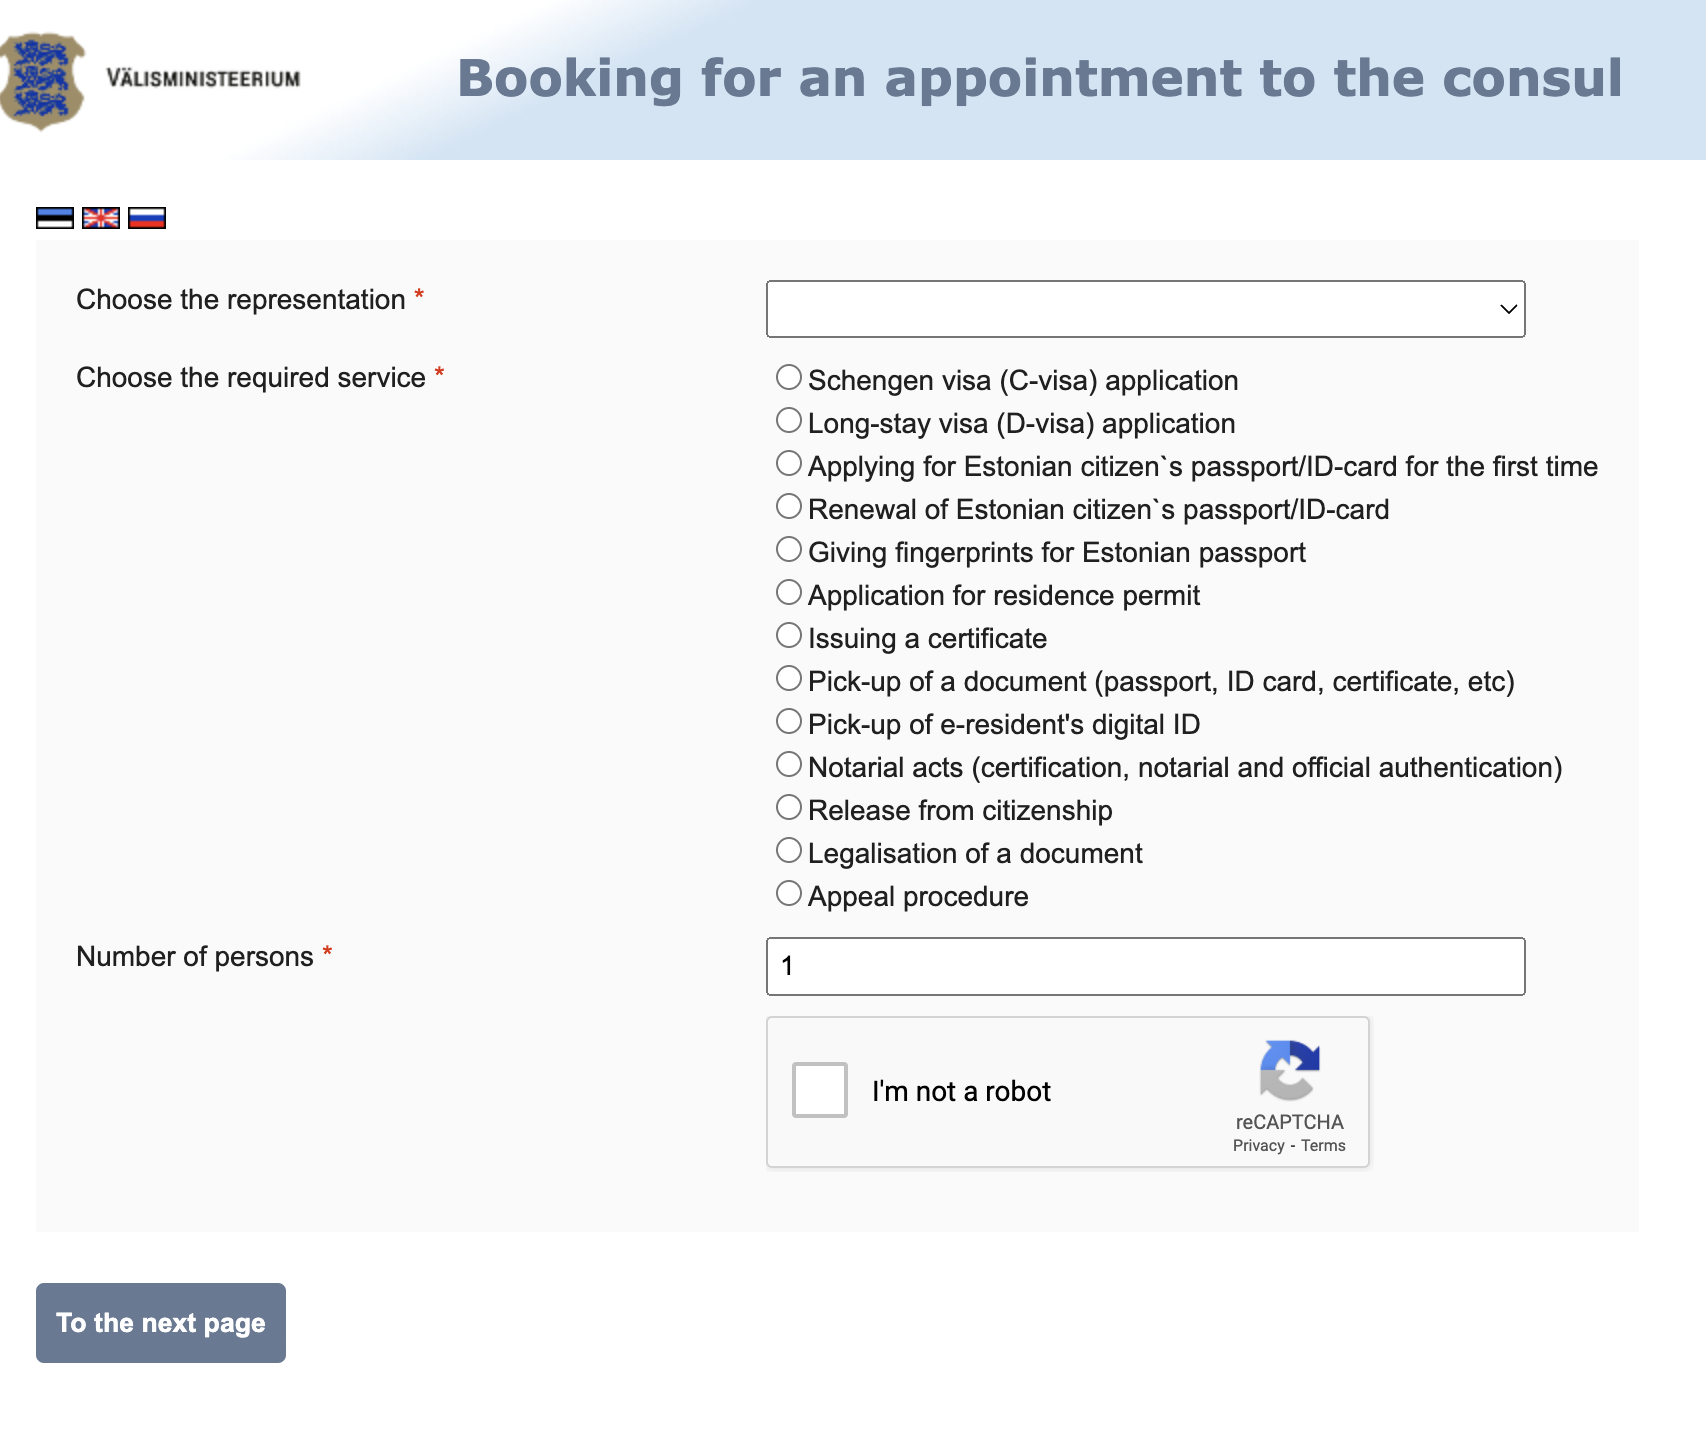 VÄLISMINISTEERIUM
Booking for an appointment to the consul
Choose the representation *
Choose the required service *
Schengen visa (C-visa) application
Long-stay visa (D-visa) application
Applying for Estonian citizen`s passport/ID-card for the first time
Renewal of Estonian citizen`s passport/ID-card
Giving fingerprints for Estonian passport
Application for residence permit
Issuing a certificate
Pick-up of a document (passport, ID card, certificate, etc)
Pick-up of e-resident's digital ID
Notarial acts (certification, notarial and official authentication)
Release from citizenship
Legalisation of a document
Appeal procedure
Number of persons *
1
I'm not a robot
reCAPTCHA
Privacy - Terms
To the next page